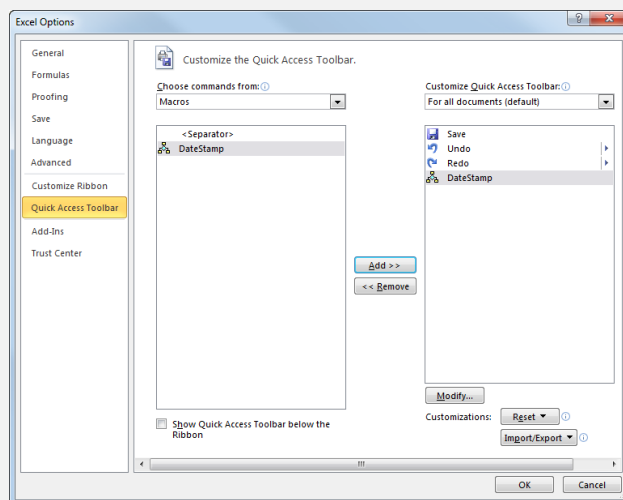 Excel Options
General
Formulas
Proofing
Save
Language
Advanced
Customize Ribbon
Quick Access Toolbar
Add-Ins
Trust Center
Customize the Quick Access Toolbar.
Choose commands from:
Macros
<Separator>
DateStamp
Add >>
<< Remove
Show Quick Access Toolbar below the
Ribbon
Customize Quick Access Toolbar:
For all documents (default)
Save
Undo
Redo
DateStamp
Modify...
Customizations:
Reset
Import/Export
OK
Cancel